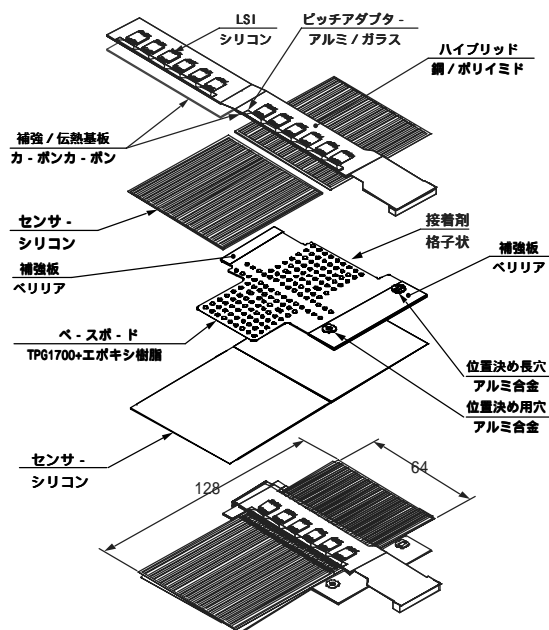 LSI
シリコン
ピッチアダプタ -
アルミ / ガラス
ハイブリッド
銅 / ポリイミド
補強 / 伝熱基板
カ - ボンカ - ボン
センサ -
シリコン
接着剤
格子状
補強板
ベリリア
補強板
ベリリア
ベ - スボ - ド
TPG1700+エポキシ樹脂
位置決め長穴
アルミ合金
位置決め用穴
アルミ合金
センサ -
シリコン
128
64